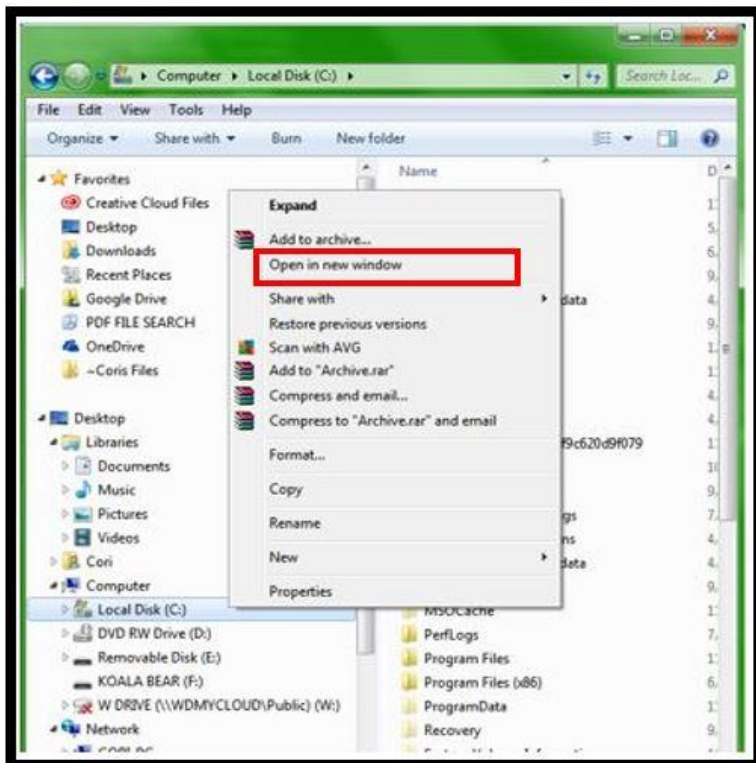 Computer ▸ Local Disk (C:) ▸
Search Loc...
File Edit View Tools Help
Organize Share with Burn New folder
Favorites
Creative Cloud Files
Desktop
Downloads
Recent Places
Google Drive
PDF FILE SEARCH
OneDrive
~Coris Files
Desktop
Libraries
Documents
Music
Pictures
Videos
Cori
Computer
Local Disk (C:)
DVD RW Drive (D:)
Removable Disk (E:)
KOALA BEAR (F:)
W DRIVE (\\WDMYCLOUD\Public) (W:)
Network
Expand
Add to archive...
Open in new window
Share with
Restore previous versions
Scan with AVG
Add to "Archive.rar"
Compress and email...
Compress to "Archive.rar" and email
Format...
Copy
Rename
New
Properties
Name
D
data
f9c620d9f079
gs
ns
data
MSOCache
PerfLogs
Program Files
Program Files (x86)
ProgramData
Recovery